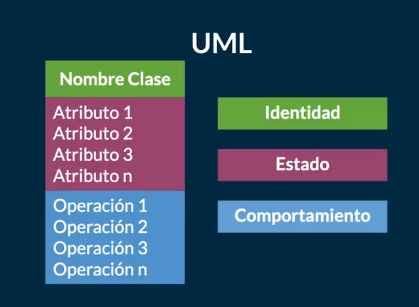 UML
Nombre Clase
Atributo 1
Atributo 2
Atributo 3
Atributo n
Operación 1
Operación 2
Operación 3
Operación n
Identidad
Estado
Comportamiento